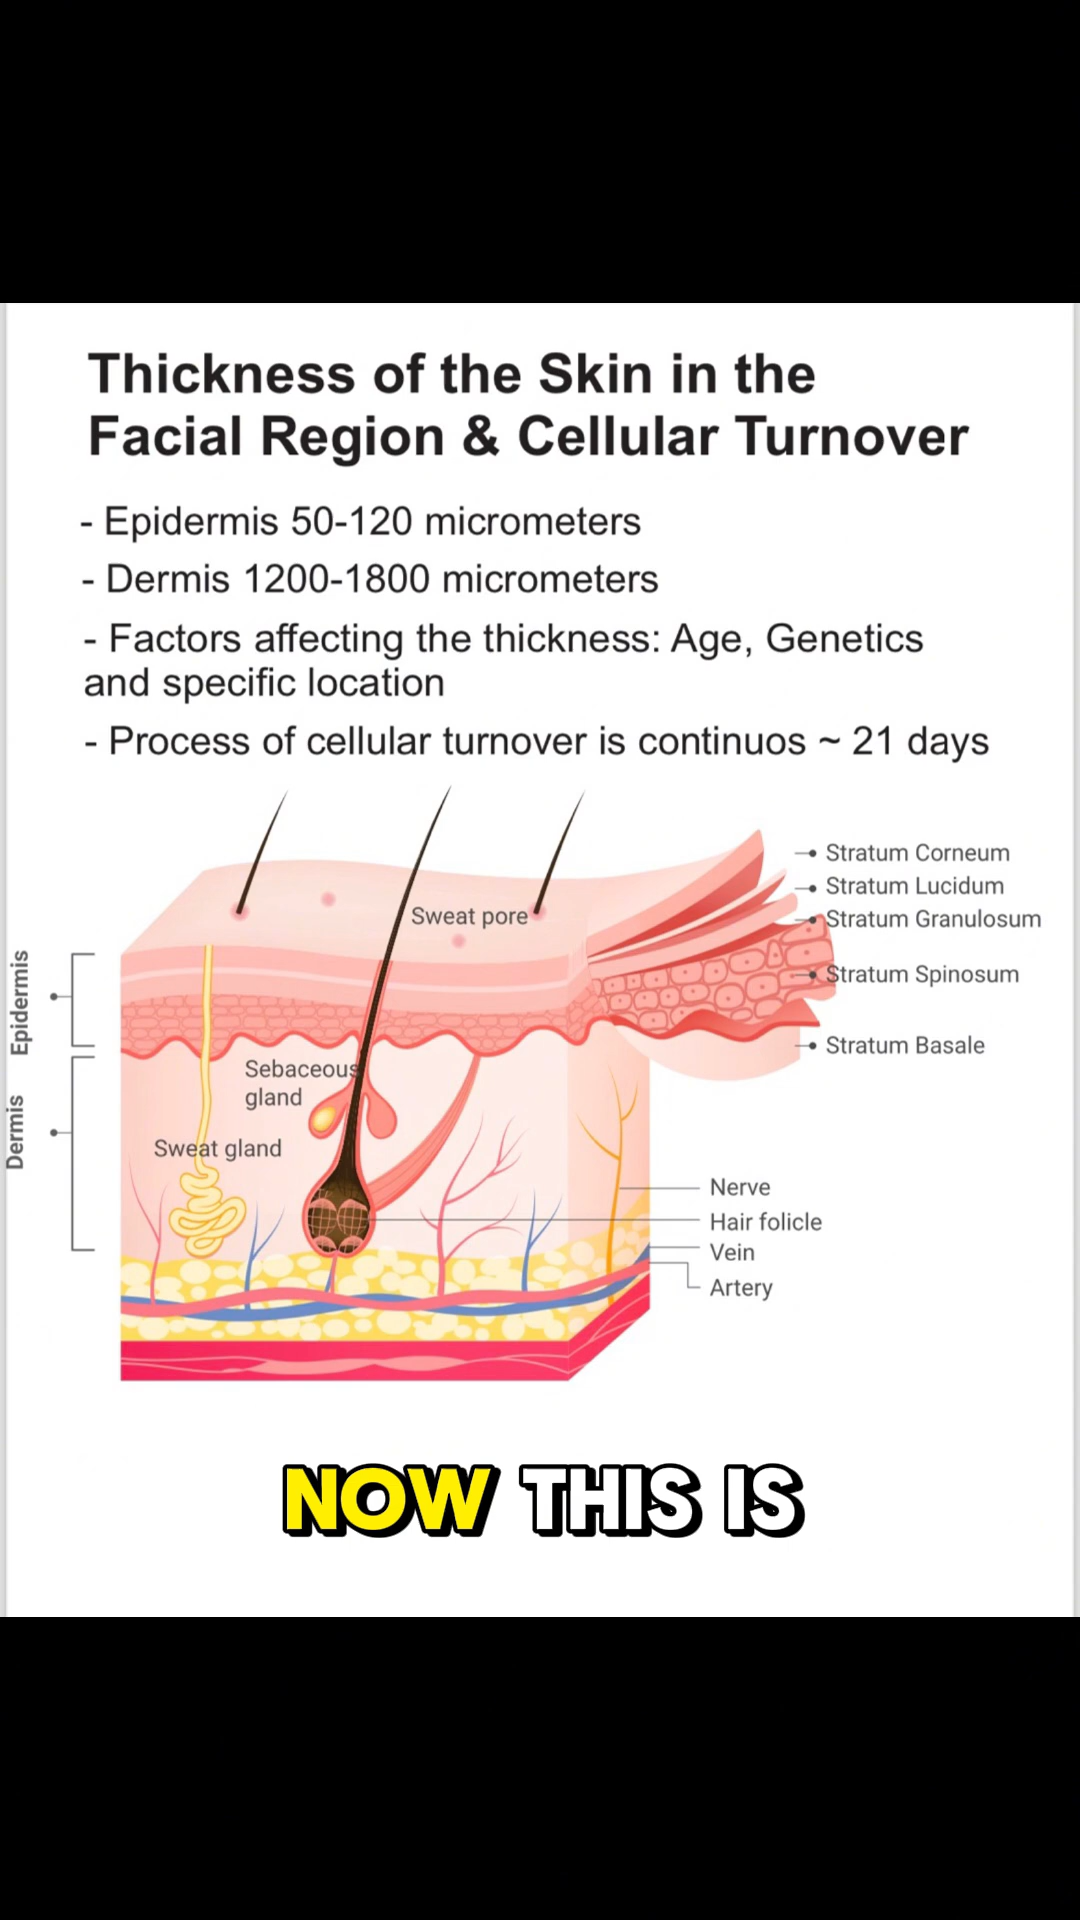 Thickness of the Skin in the
Facial Region & Cellular Turnover
- Epidermis 50-120 micrometers
- Dermis 1200-1800 micrometers
- Factors affecting the thickness: Age, Genetics
and specific location
- Process of cellular turnover is continuos ~ 21 days
Stratum Corneum
Stratum Lucidum
Stratum Granulosum
Stratum Spinosum
Stratum Basale
Sweat pore
Epidermis
Dermis
Sebaceous
gland
Sweat gland
Nerve
Hair folicle
Vein
Artery
NOW THIS IS